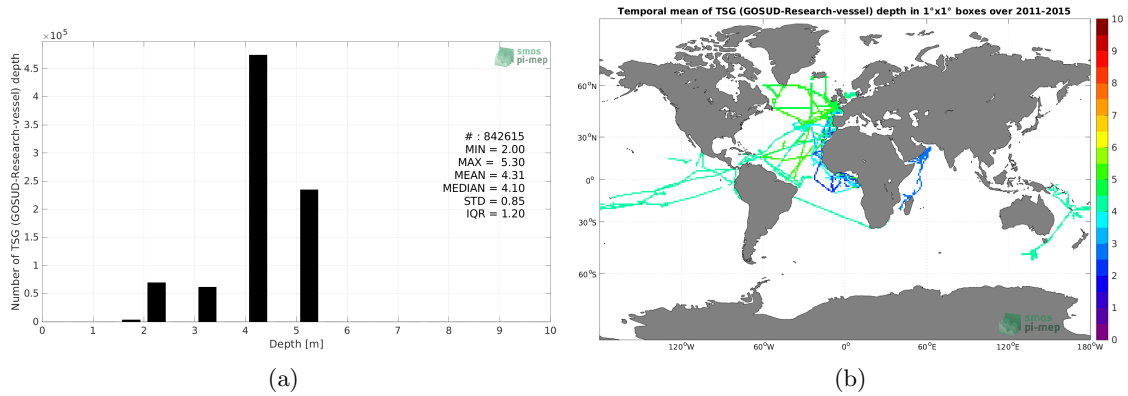 × 10⁵
4.5
4
3.5
3
2.5
2
1.5
1
0.5
0
Number of TSG (GOSUD-Research-vessel) depth
smos
pi-mep
# : 842615
MIN = 2.00
MAX = 5.30
MEAN = 4.31
MEDIAN = 4.10
STD = 0.85
IQR = 1.20
0 1 2 3 4 5 6 7 8 9 10
Depth [m]
(a)
Temporal mean of TSG (GOSUD-Research-vessel) depth in 1°x1° boxes over 2011-2015
60°N
30°N
0°
30°S
60°S
120°W 60°W 0° 60°E 120°E 180°W
smos
pi-mep
10
9
8
7
6
5
4
3
2
1
0
(b)